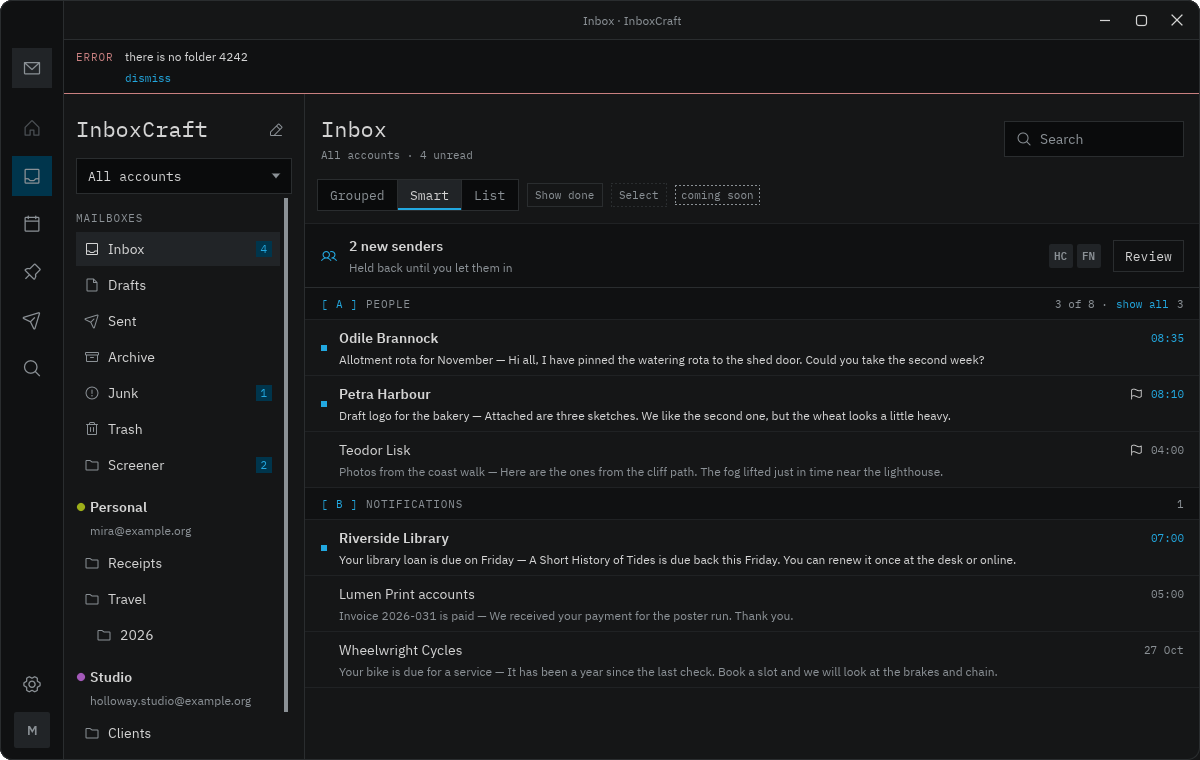 Inbox · InboxCraft
ERROR there is no folder 4242
dismiss
InboxCraft
All accounts
MAILBOXES
Inbox 4
Drafts
Sent
Archive
Junk 1
Trash
Screener 2
Personal
mira@example.org
Receipts
Travel
2026
Studio
holloway.studio@example.org
Clients
M
Inbox
All accounts · 4 unread
Search
Grouped Smart List Show done Select coming soon
2 new senders
Held back until you let them in
HC FN Review
[ A ] PEOPLE 3 of 8 · show all 3
Odile Brannock 08:35
Allotment rota for November — Hi all, I have pinned the watering rota to the shed door. Could you take the second week?
Petra Harbour 08:10
Draft logo for the bakery — Attached are three sketches. We like the second one, but the wheat looks a little heavy.
Teodor Lisk 04:00
Photos from the coast walk — Here are the ones from the cliff path. The fog lifted just in time near the lighthouse.
[ B ] NOTIFICATIONS 1
Riverside Library 07:00
Your library loan is due on Friday — A Short History of Tides is due back this Friday. You can renew it once at the desk or online.
Lumen Print accounts 05:00
Invoice 2026-031 is paid — We received your payment for the poster run. Thank you.
Wheelwright Cycles 27 Oct
Your bike is due for a service — It has been a year since the last check. Book a slot and we will look at the brakes and chain.